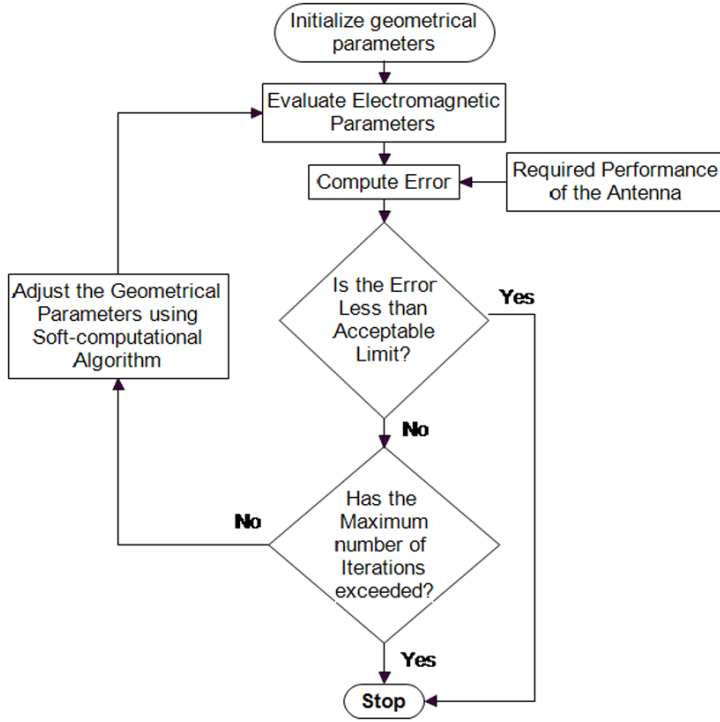 Initialize geometrical
parameters
Evaluate Electromagnetic
Parameters
Compute Error
Required Performance
of the Antenna
Is the Error
Less than
Acceptable
Limit?
Yes
Adjust the Geometrical
Parameters using
Soft-computational
Algorithm
No
Has the
Maximum
number of
Iterations
exceeded?
No
Yes
Stop